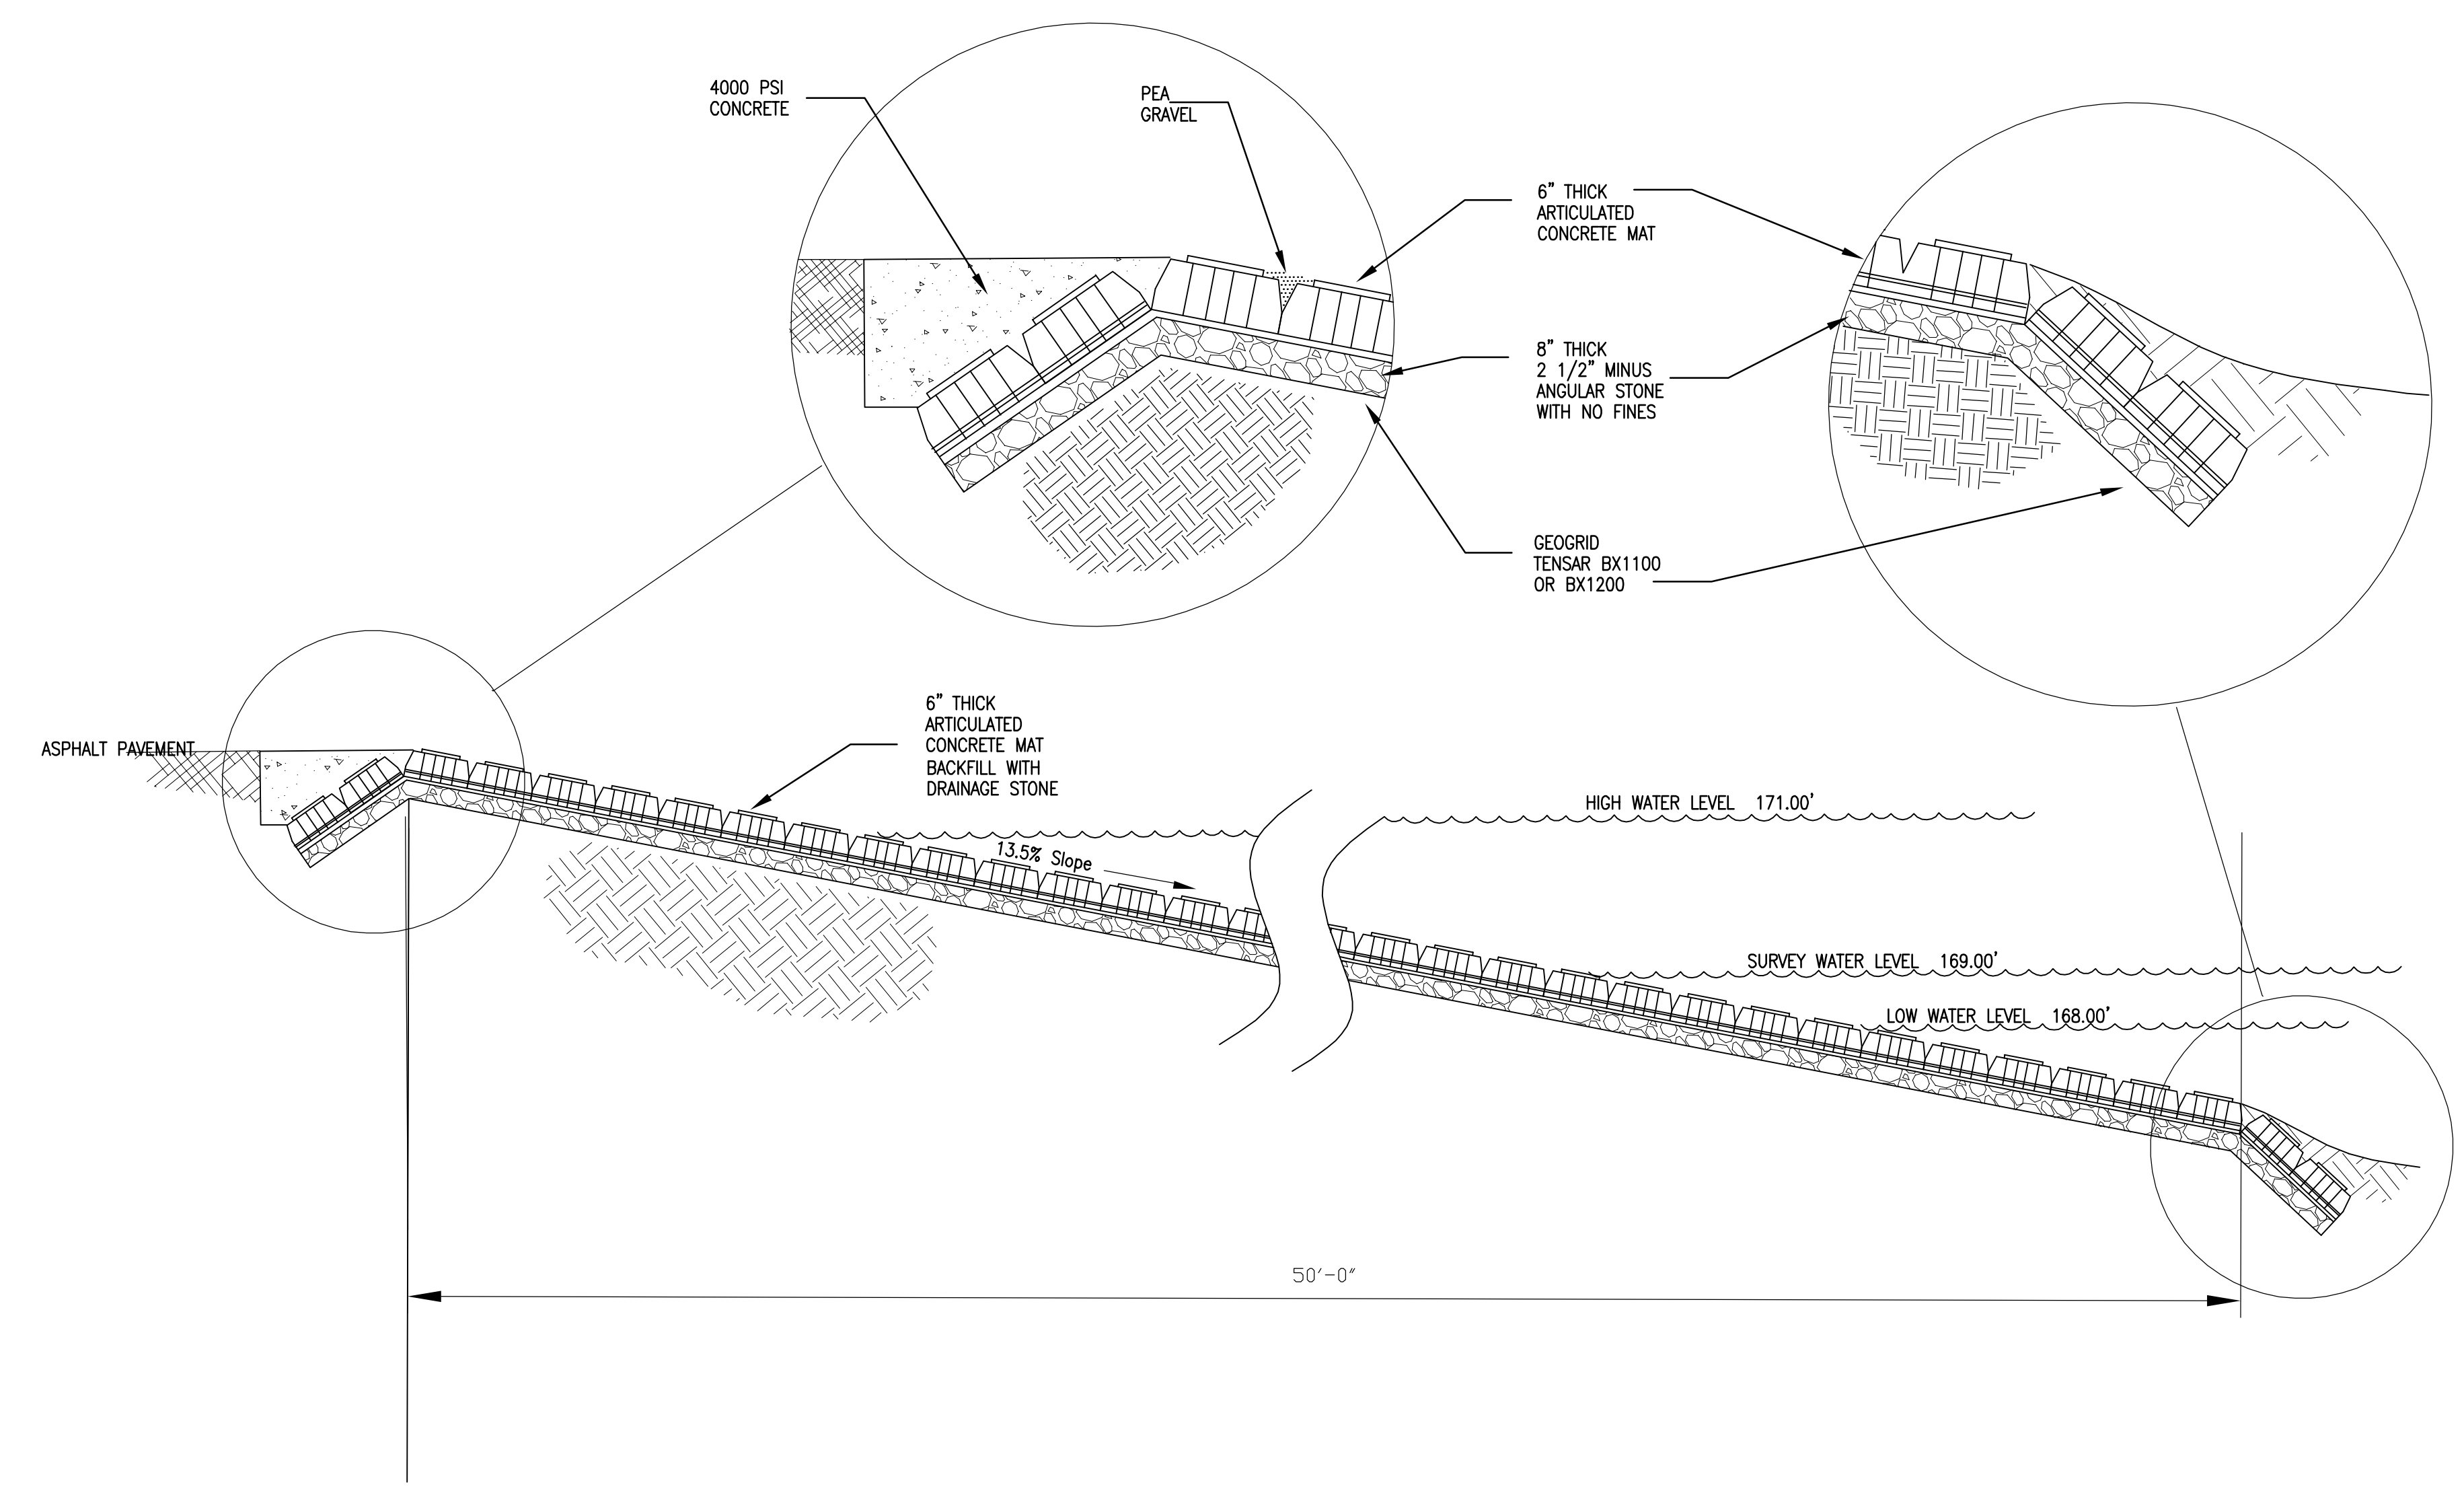 4000 PSI
CONCRETE
PEA
GRAVEL
6” THICK
ARTICULATED
CONCRETE MAT
8” THICK
2 1/2” MINUS
ANGULAR STONE
WITH NO FINES
GEOGRID
TENSAR BX1100
OR BX1200
6” THICK
ARTICULATED
CONCRETE MAT
BACKFILL WITH
DRAINAGE STONE
ASPHALT PAVEMENT
HIGH WATER LEVEL 171.00'
13.5% Slope
SURVEY WATER LEVEL 169.00'
LOW WATER LEVEL 168.00'
50'-0"